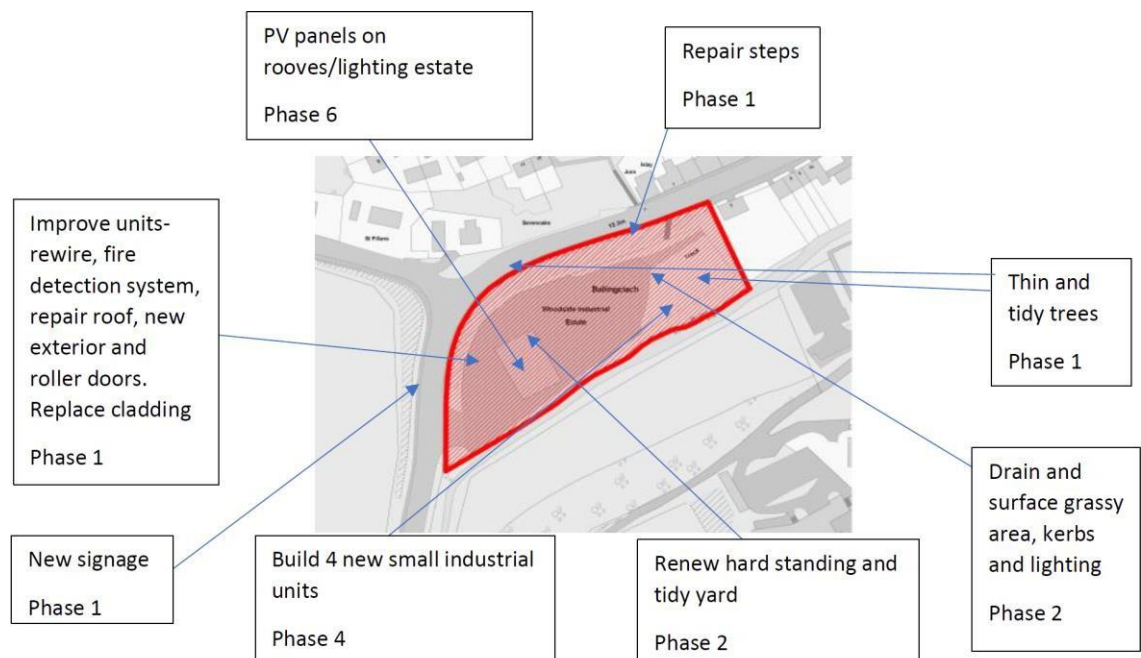 PV panels on
rooves/lighting estate
Phase 6
Repair steps
Phase 1
Improve units-
rewire, fire
detection system,
repair roof, new
exterior and
roller doors.
Replace cladding
Phase 1
Thin and
tidy trees
Phase 1
Track
Woodside Industrial
Estate
Drain and
surface grassy
area, kerbs
and lighting
Phase 2
New signage
Phase 1
Build 4 new small industrial
units
Phase 4
Renew hard standing and
tidy yard
Phase 2